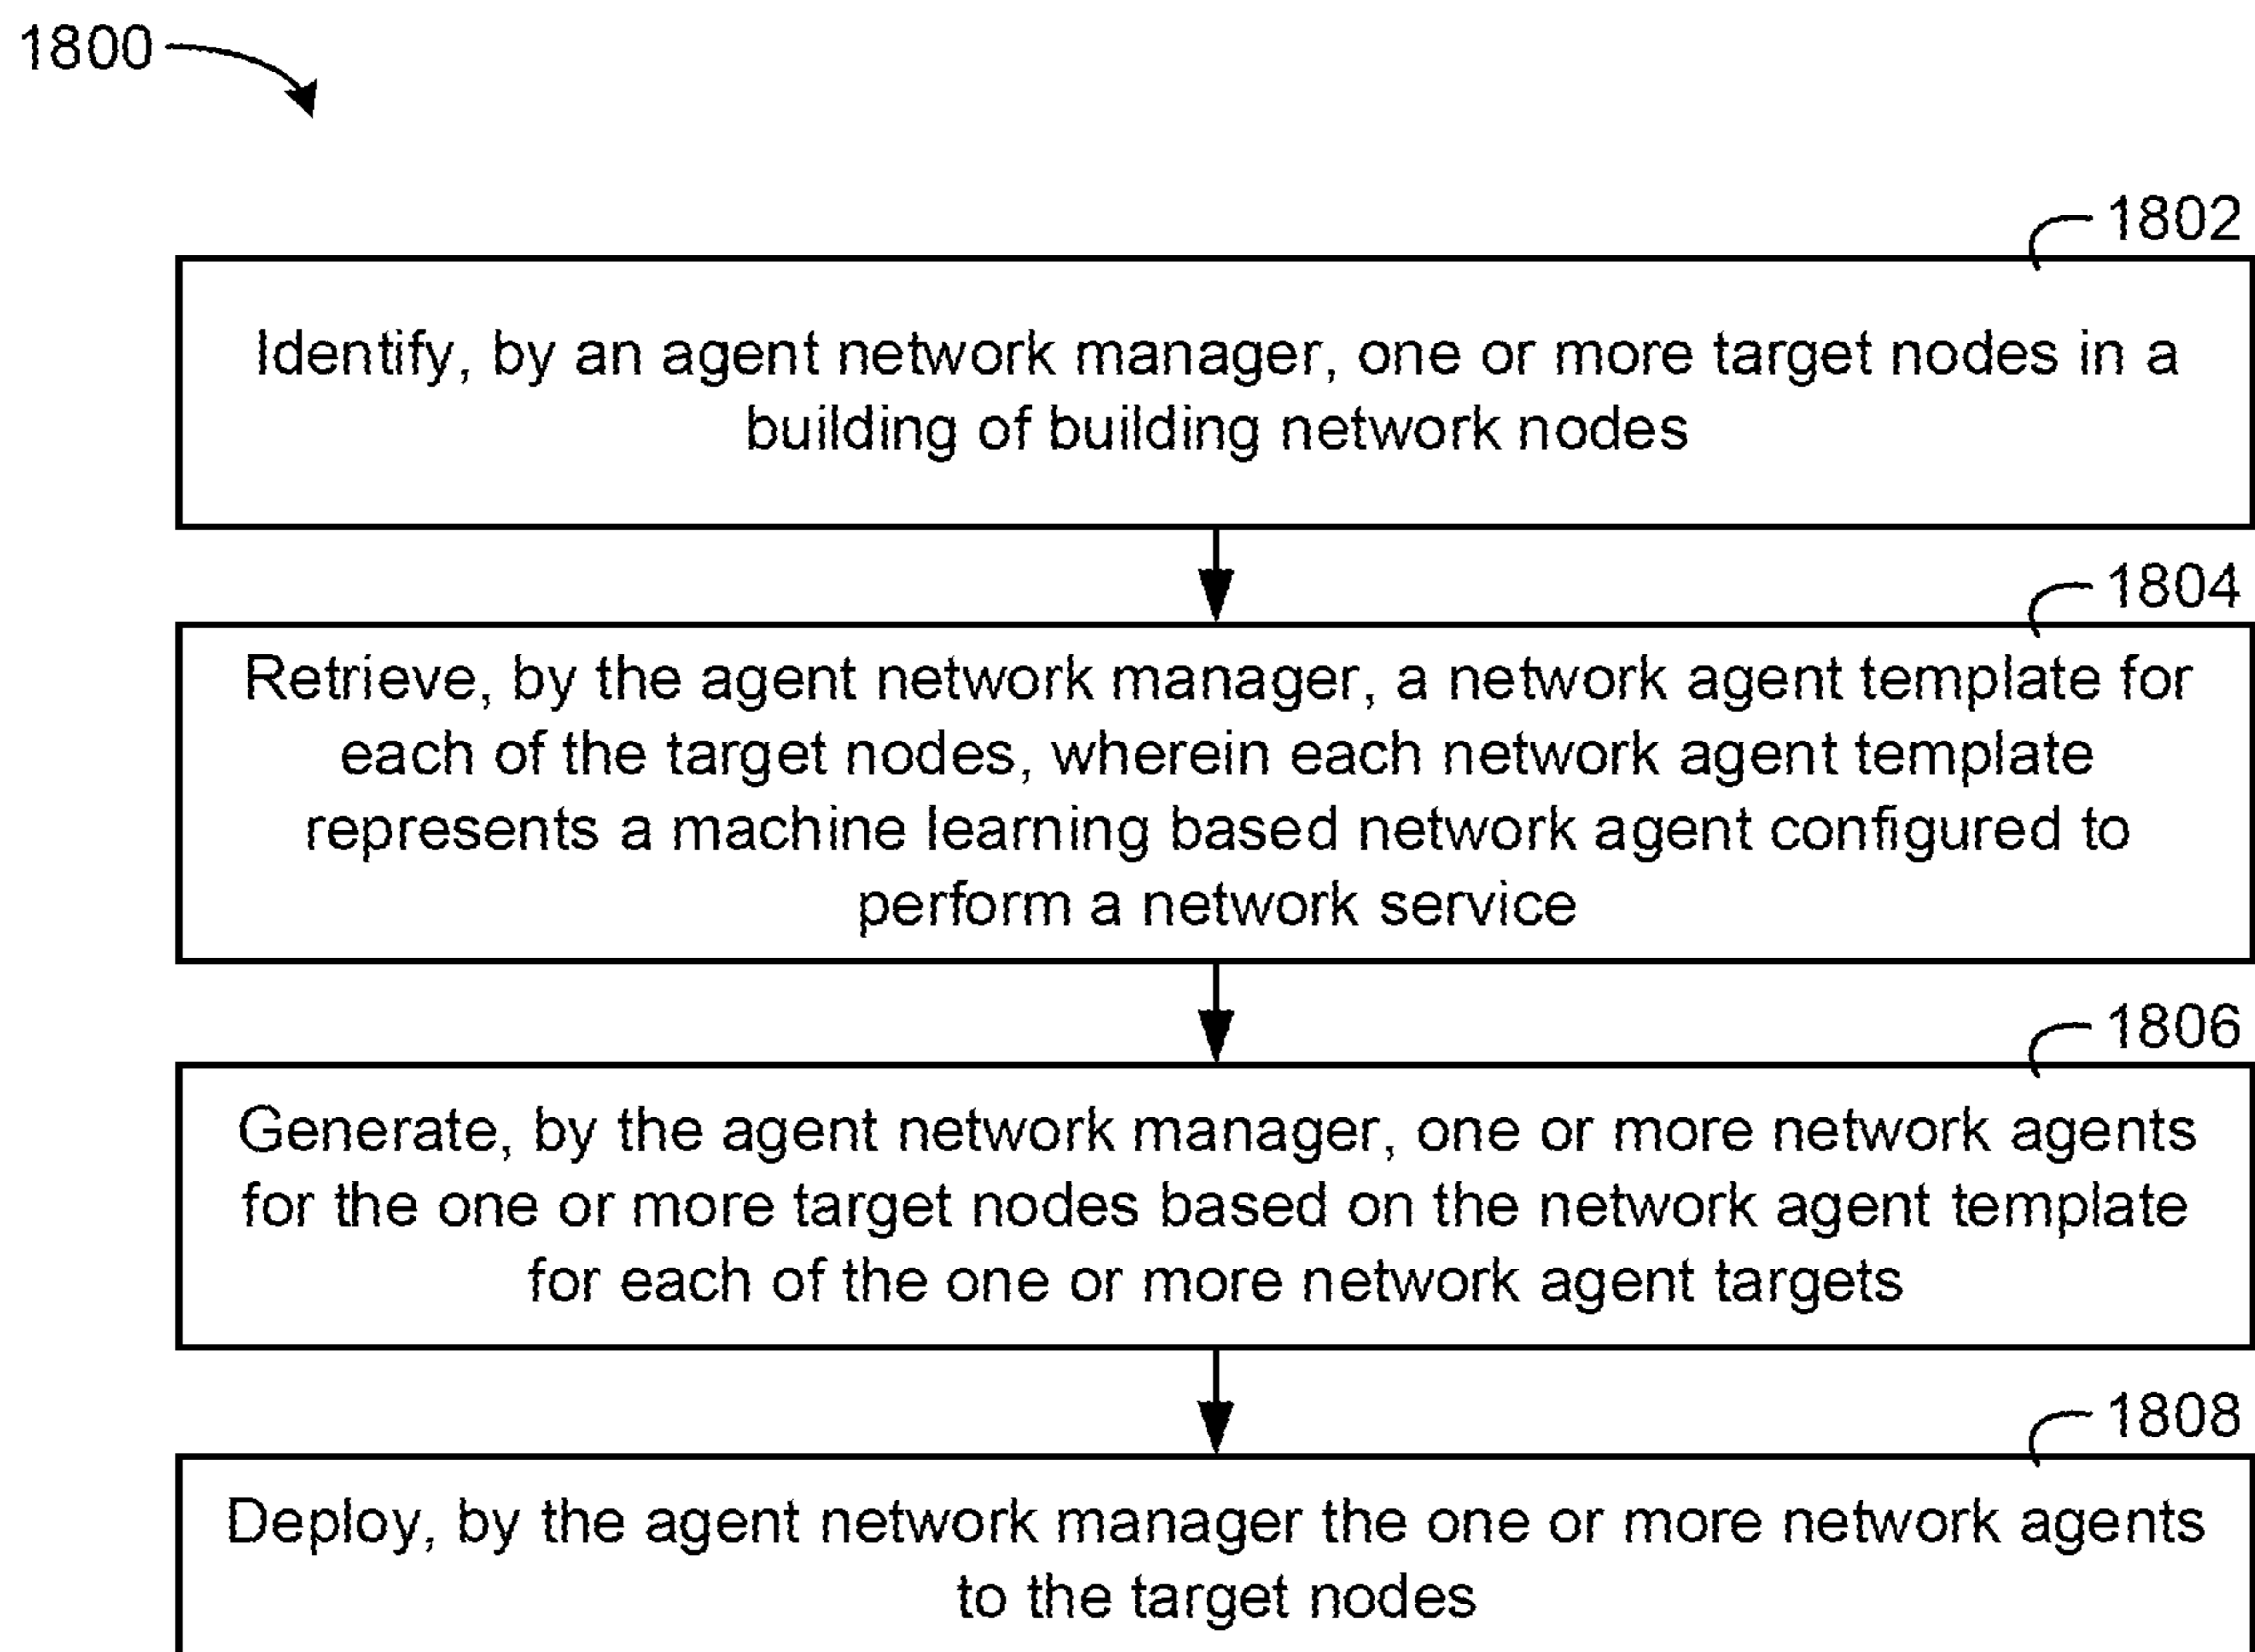 1800
1802
Identify, by an agent network manager, one or more target nodes in a
building of building network nodes
1804
Retrieve, by the agent network manager, a network agent template for
each of the target nodes, wherein each network agent template
represents a machine learning based network agent configured to
perform a network service
1806
Generate, by the agent network manager, one or more network agents
for the one or more target nodes based on the network agent template
for each of the one or more network agent targets
1808
Deploy, by the agent network manager the one or more network agents
to the target nodes